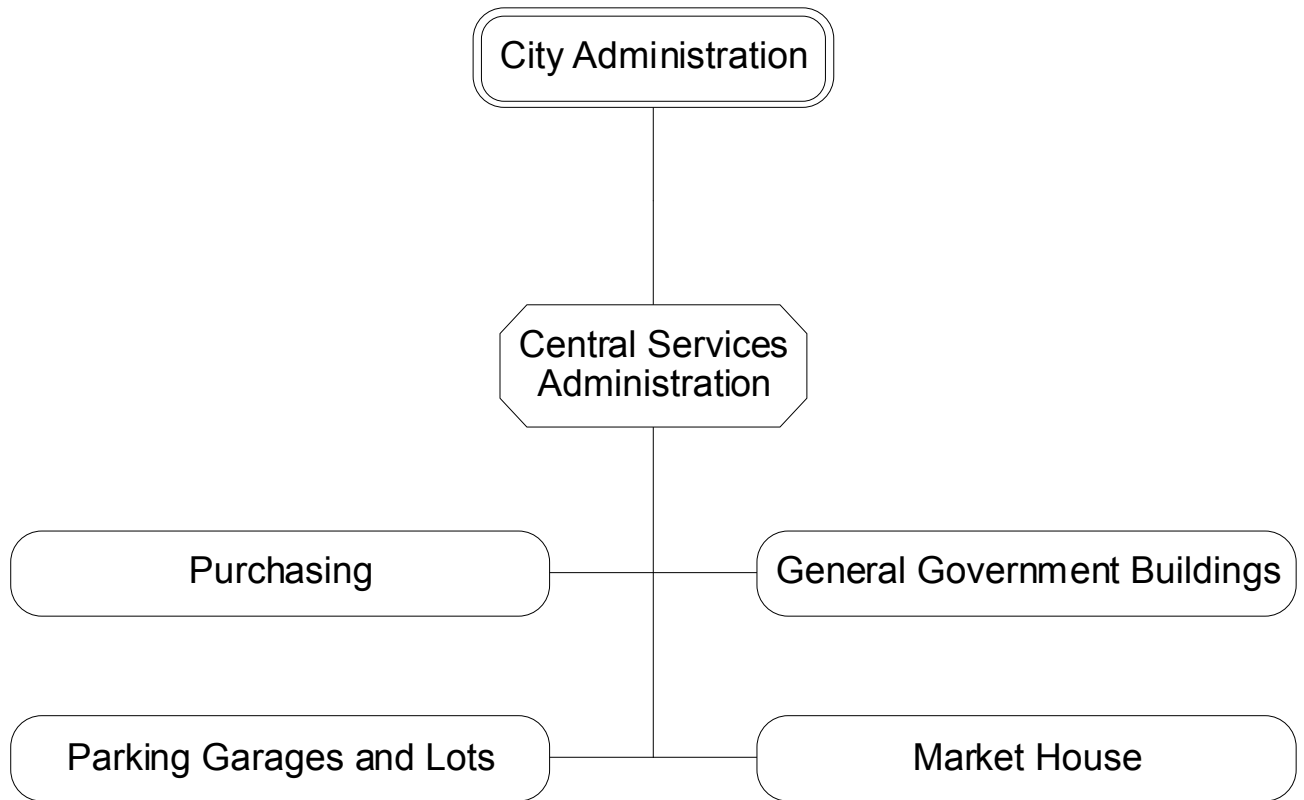 City Administration
Central Services
Administration
Purchasing
General Government Buildings
Parking Garages and Lots
Market House